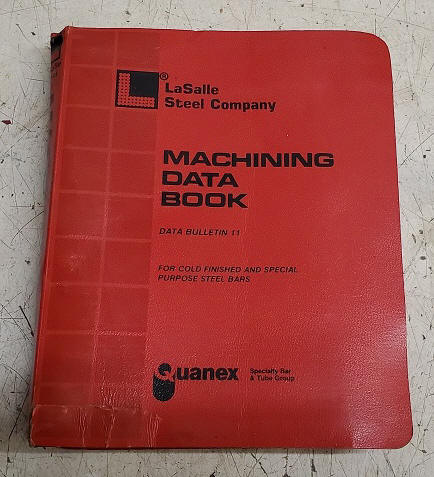 ®
LaSalle
Steel Company
MACHINING
DATA
BOOK
DATA BULLETIN 11
FOR COLD FINISHED AND SPECIAL
PURPOSE STEEL BARS
Quanex
Specialty Bar
& Tube Group